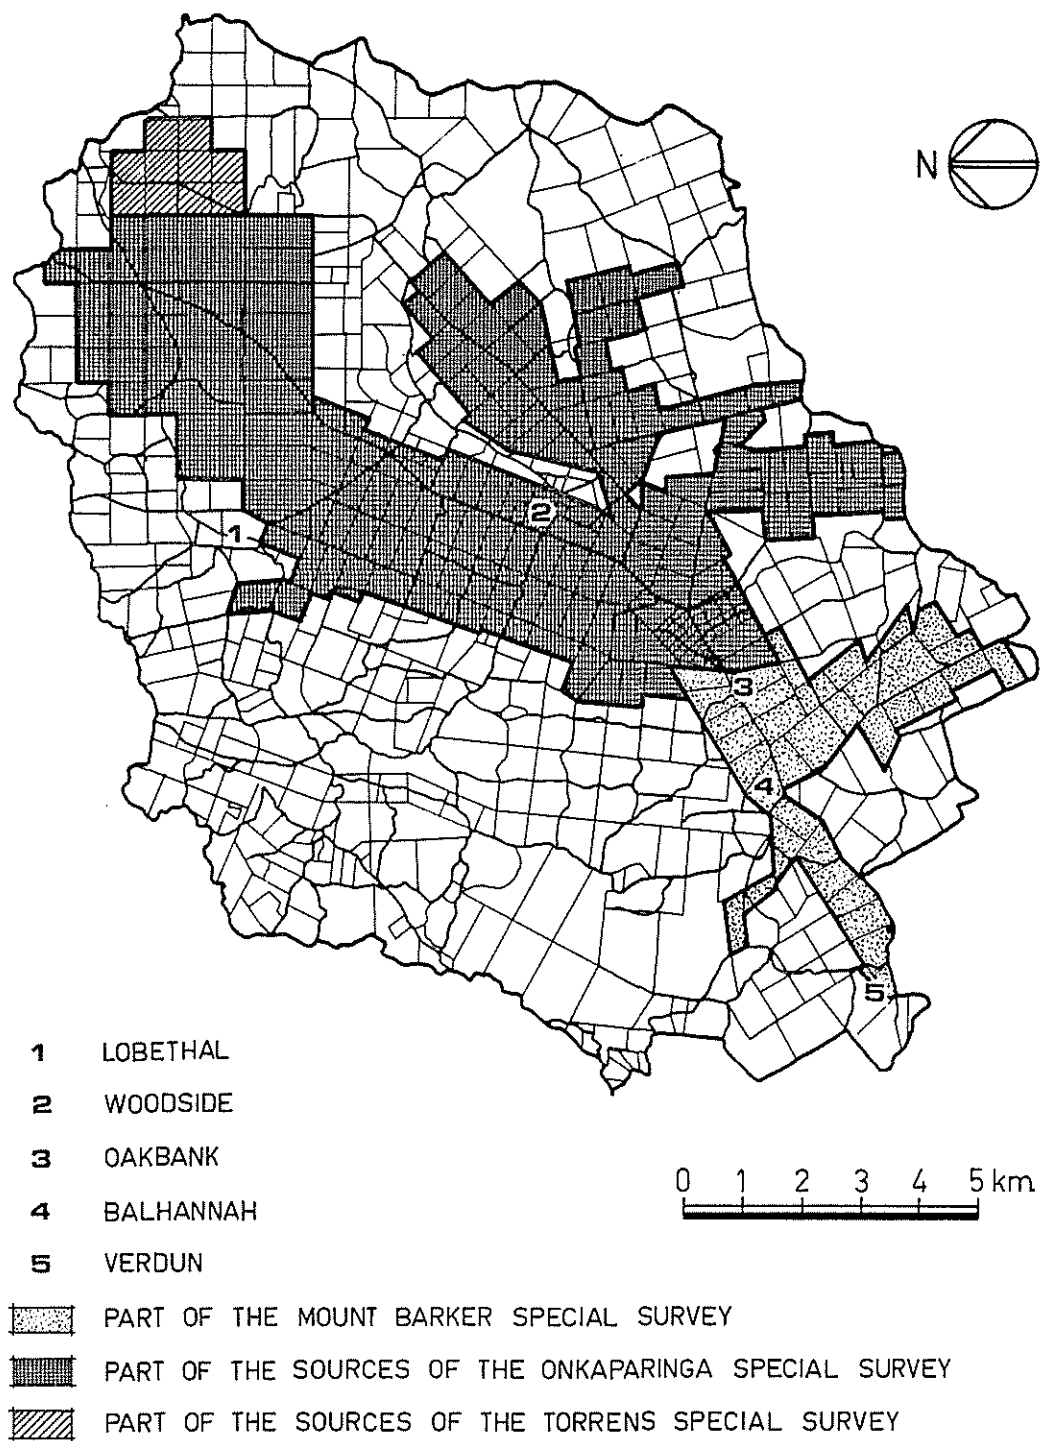 N
1
2
3
4
5
1 LOBETHAL
2 WOODSIDE
3 OAKBANK
4 BALHANNAH
5 VERDUN
0 1 2 3 4 5 km
PART OF THE MOUNT BARKER SPECIAL SURVEY
PART OF THE SOURCES OF THE ONKAPARINGA SPECIAL SURVEY
PART OF THE SOURCES OF THE TORRENS SPECIAL SURVEY